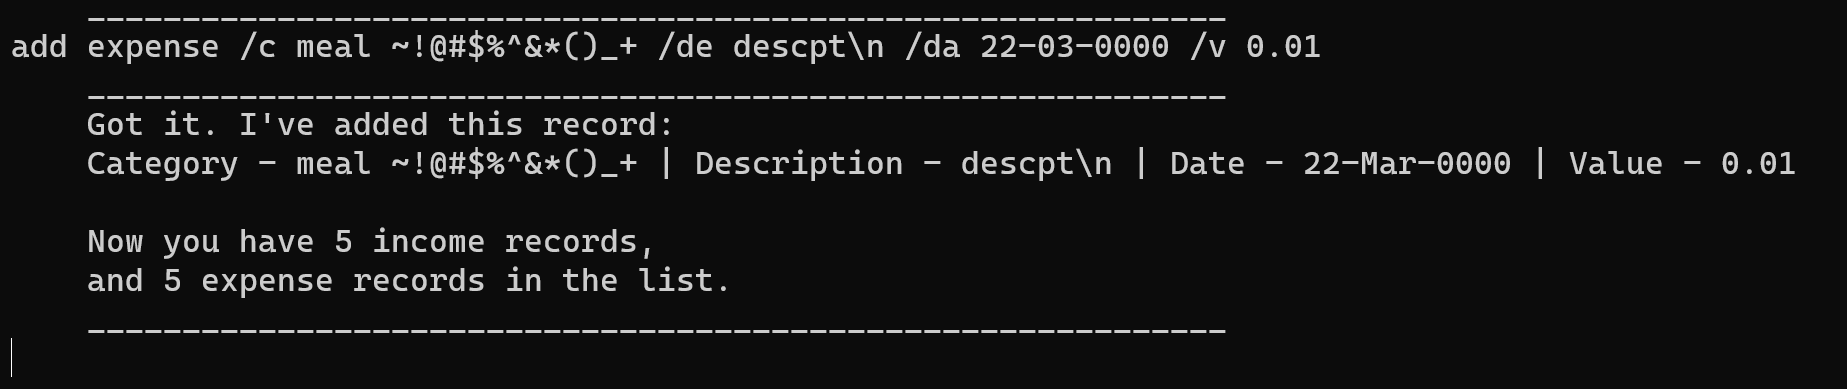 ____________________________________________________________
add expense /c meal ~!@#$%^&*()_+ /de descpt\n /da 22-03-0000 /v 0.01
____________________________________________________________
Got it. I've added this record:
Category - meal ~!@#$%^&*()_+ | Description - descpt\n | Date - 22-Mar-0000 | Value - 0.01
Now you have 5 income records,
and 5 expense records in the list.
____________________________________________________________